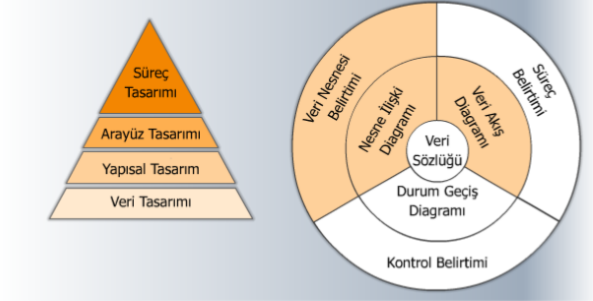 Süreç
Tasarımı
Arayüz Tasarımı
Yapısal Tasarım
Veri Tasarımı
Veri Nesnesi
Belirtimi
Nesne İlişki
Diagramı
Veri Akış
Diagramı
Süreç
Belirtimi
Veri
Sözlüğü
Durum Geçiş
Diagramı
Kontrol Belirtimi